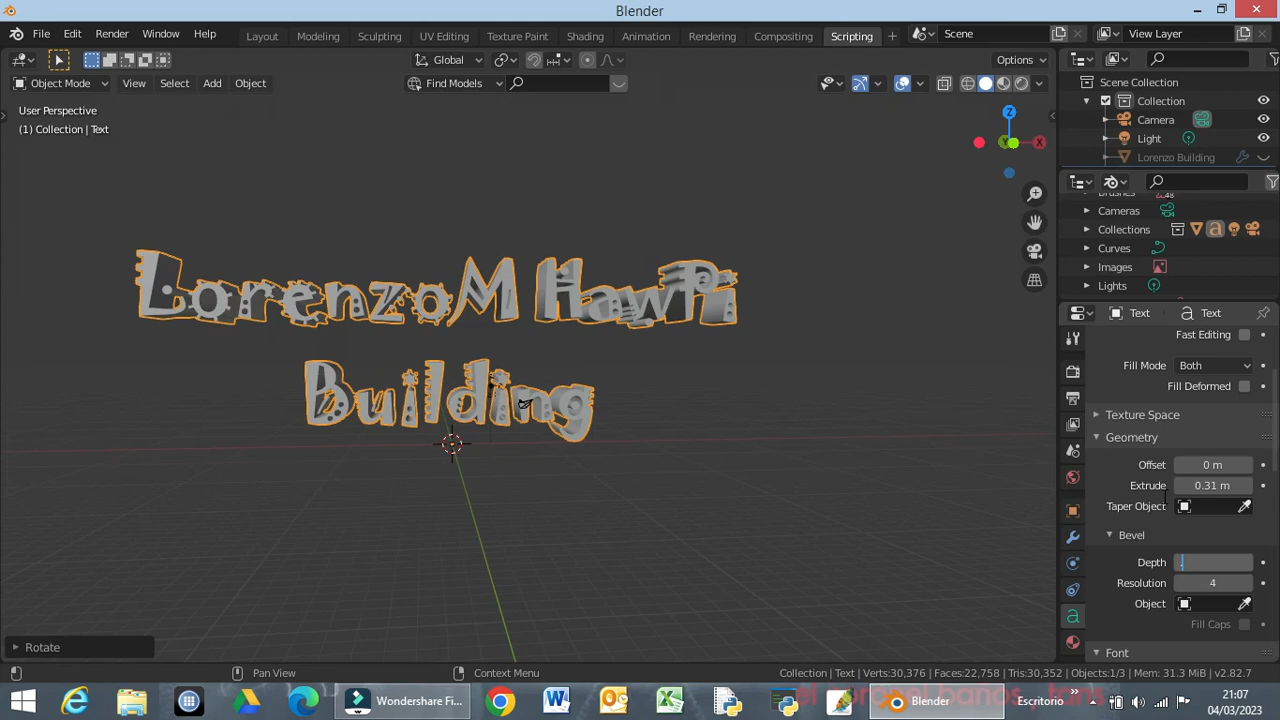 Blender
File Edit Render Window Help Layout Modeling Sculpting UV Editing Texture Paint Shading Animation Rendering Compositing Scripting + Scene View Layer
Global Options
Object Mode View Select Add Object Find Models
User Perspective
(1) Collection | Text
Z
Y
X
LorenzoM HawPi
Building
Rotate
Scene Collection
Collection
Camera
Light
Lorenzo Building
Cameras
Collections
Curves
Images
Lights
Text Text
Fast Editing
Fill Mode Both
Fill Deformed
Texture Space
Geometry
Offset 0 m
Extrude 0.31 m
Taper Object
Bevel
Depth
Resolution 4
Object
Fill Caps
Font
Pan View Context Menu Collection | Text | Verts:30,376 | Faces:22,758 | Tris:30,352 | Objects:1/3 | Mem: 31.3 MiB | v2.82.7
Wondershare Fi... Blender Escritorio 21:07
04/03/2023